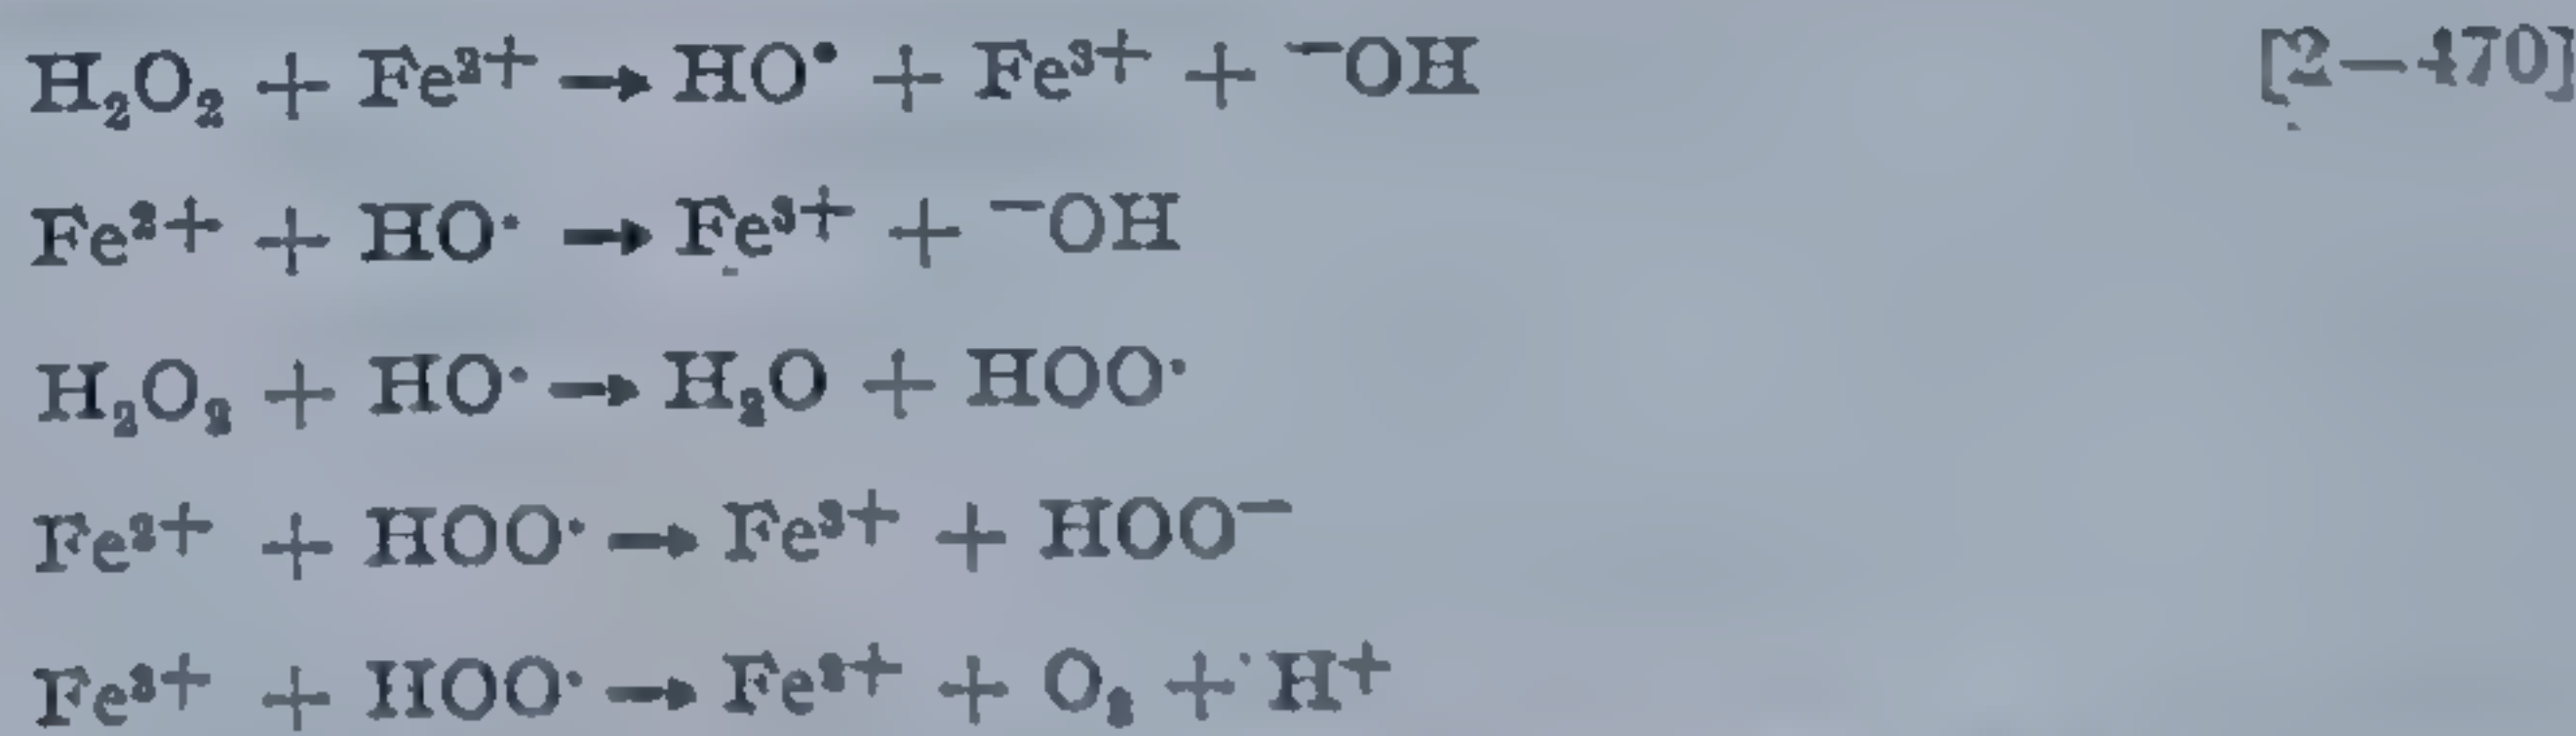 H₂O₂ + Fe²⁺ → HO• + Fe³⁺ + ⁻OH [2—470]
Fe²⁺ + HO· → Fe³⁺ + ⁻OH
H₂O₂ + HO· → H₂O + HOO·
Fe²⁺ + HOO· → Fe³⁺ + HOO⁻
Fe³⁺ + HOO· → Fe²⁺ + O₂ + H⁺